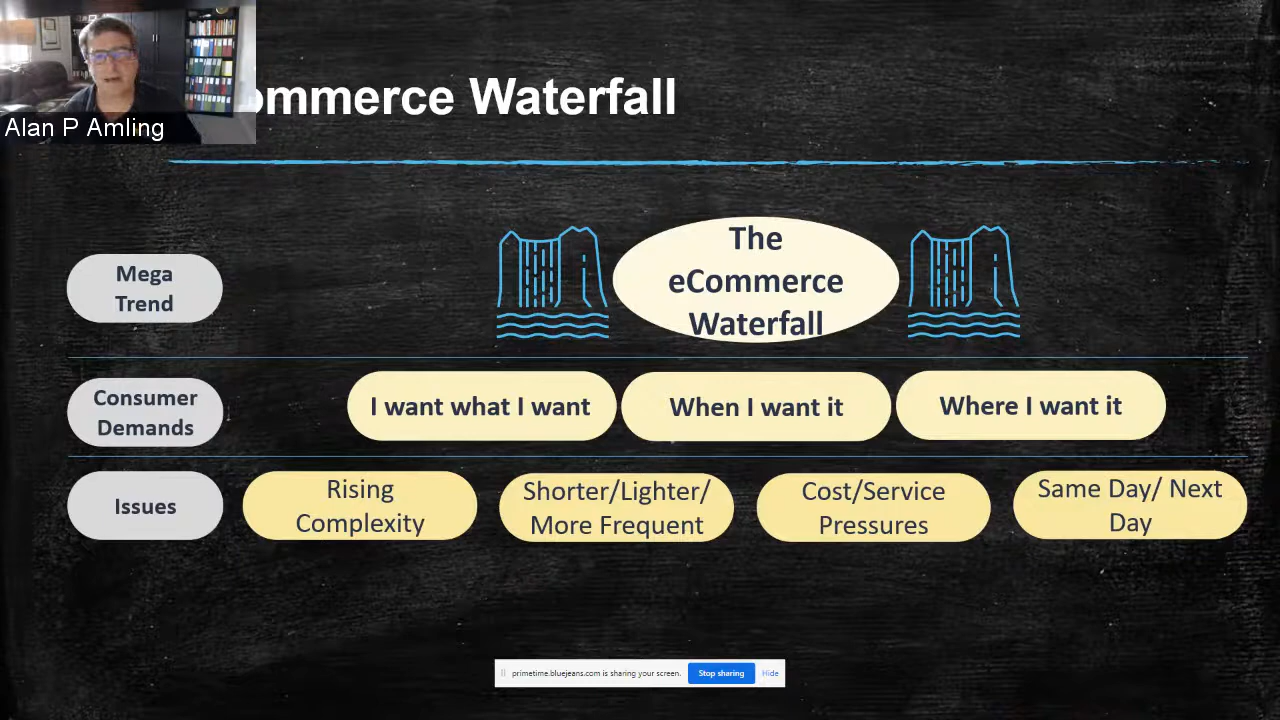 ommerce Waterfall
Alan P Amling
The
eCommerce
Waterfall
Mega
Trend
Consumer
Demands
I want what I want
When I want it
Where I want it
Issues
Rising
Complexity
Shorter/Lighter/
More Frequent
Cost/Service
Pressures
Same Day/ Next
Day
primetime.bluejeans.com is sharing your screen.
Stop sharing
Hide